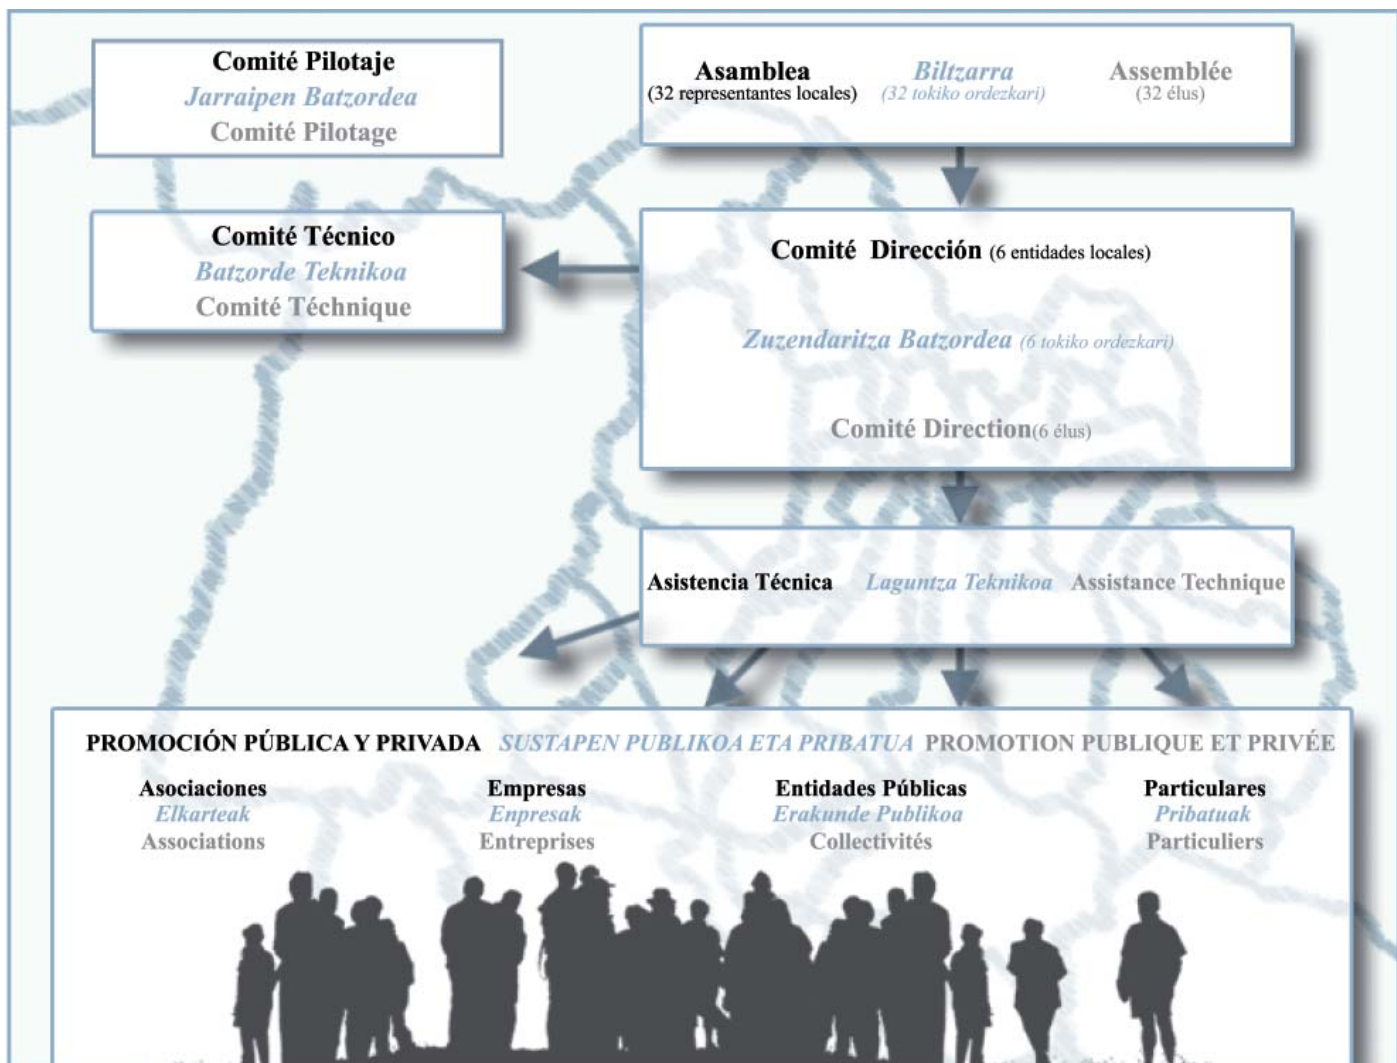 Comité Pilotaje
Jarraipen Batzordea
Comité Pilotage
Asamblea Biltzarra Assemblée
(32 representantes locales) (32 tokiko ordezkari) (32 élus)
Comité Técnico
Batzorde Teknikoa
Comité Téchnique
Comité Dirección (6 entidades locales)
Zuzendaritza Batzordea (6 tokiko ordezkari)
Comité Direction(6 élus)
Asistencia Técnica Laguntza Teknikoa Assistance Technique
PROMOCIÓN PÚBLICA Y PRIVADA SUSTAPEN PUBLIKOA ETA PRIBATUA PROMOTION PUBLIQUE ET PRIVÉE
Asociaciones Empresas Entidades Públicas Particulares
Elkarteak Enpresak Erakunde Publikoa Pribatuak
Associations Entreprises Collectivités Particuliers